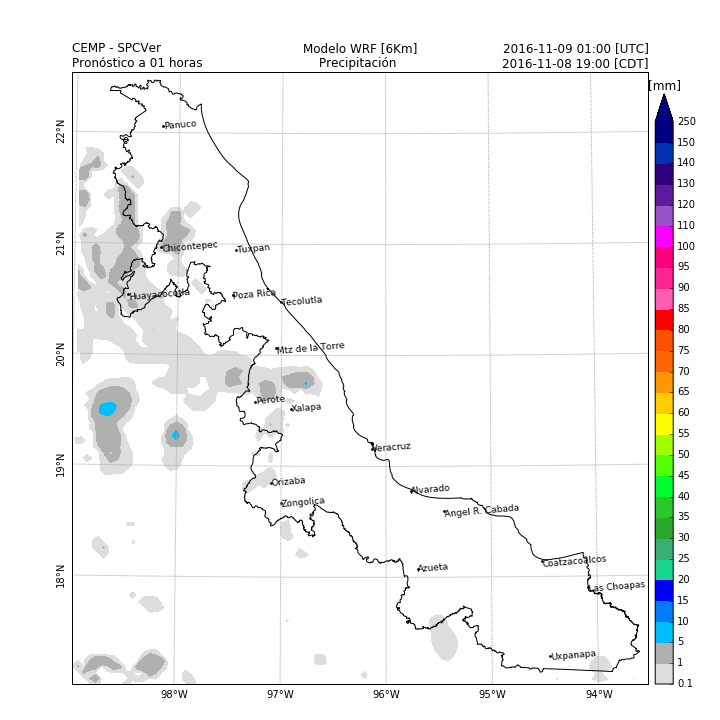 CEMP - SPCVer
Modelo WRF [6Km]
2016-11-09 01:00 [UTC]
Pronóstico a 01 horas
Precipitación
2016-11-08 19:00 [CDT]
[mm]
250
150
140
130
120
110
100
95
90
85
80
75
70
65
60
55
50
45
40
35
30
25
20
15
10
5
1
0.1
22°N
21°N
20°N
19°N
18°N
98°W
97°W
96°W
95°W
94°W
Panuco
Chicontepec
Tuxpan
Huayacocotla
Poza Rica
Tecolutla
Mtz de la Torre
Perote
Xalapa
Veracruz
Orizaba
Zongolica
Alvarado
Angel R. Cabada
Azueta
Coatzacoalcos
Las Choapas
Uxpanapa